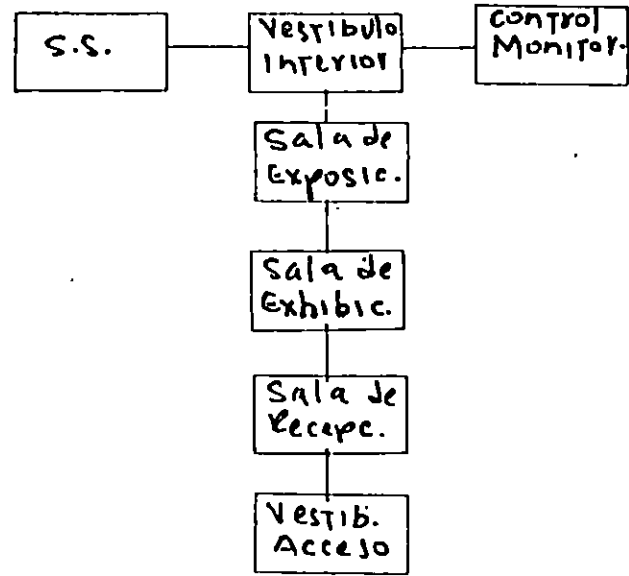 S.S.
Vestibulo
Interior
Control
Monitor.
Sala de
Exposic.
Sala de
Exhibic.
Sala de
Recepc.
Vestib.
Acceso